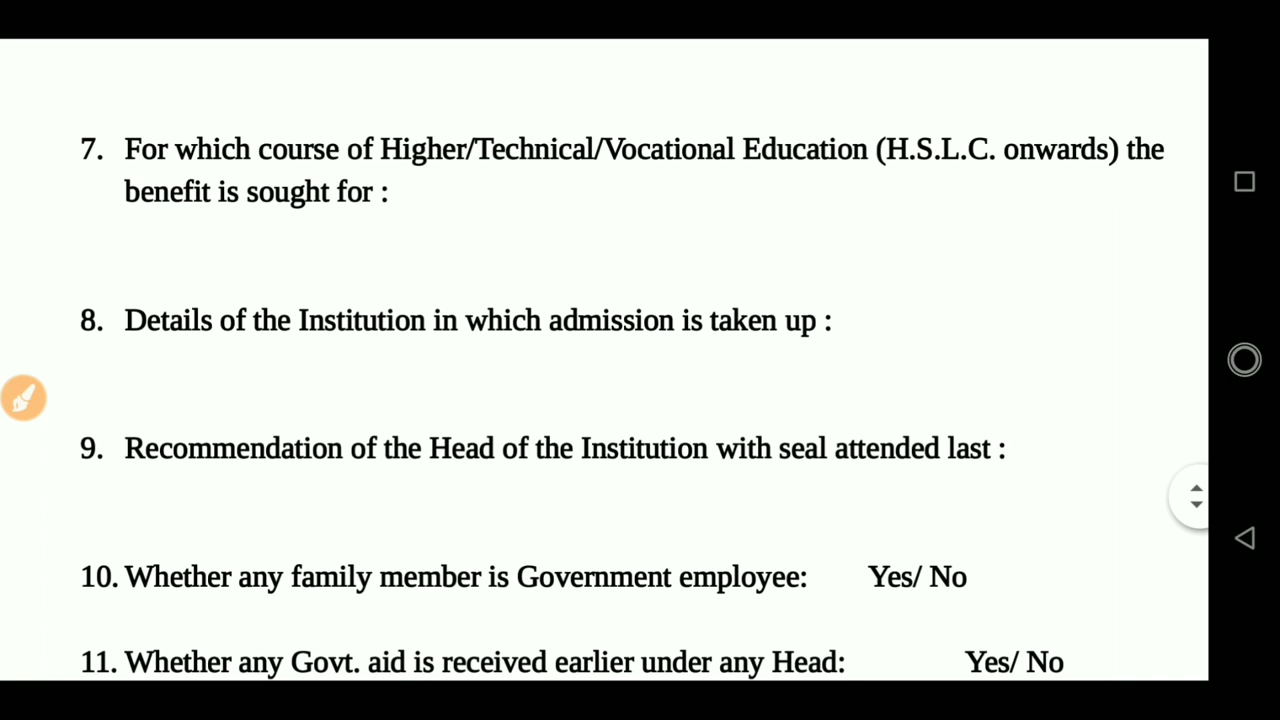 7. For which course of Higher/Technical/Vocational Education (H.S.L.C. onwards) the
benefit is sought for :
8. Details of the Institution in which admission is taken up :
9. Recommendation of the Head of the Institution with seal attended last :
10. Whether any family member is Government employee: Yes/ No
11. Whether any Govt. aid is received earlier under any Head: Yes/ No